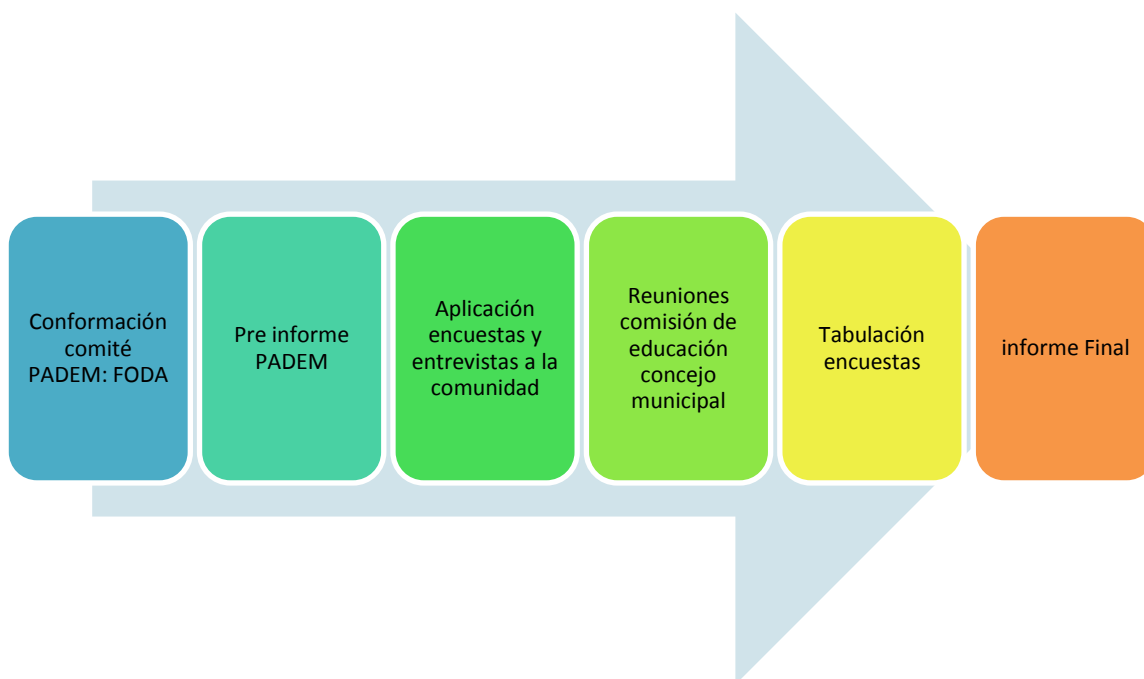 Conformación
comité
PADEM: FODA
Pre informe
PADEM
Aplicación
encuestas y
entrevistas a la
comunidad
Reuniones
comisión de
educación
concejo
municipal
Tabulación
encuestas
informe Final